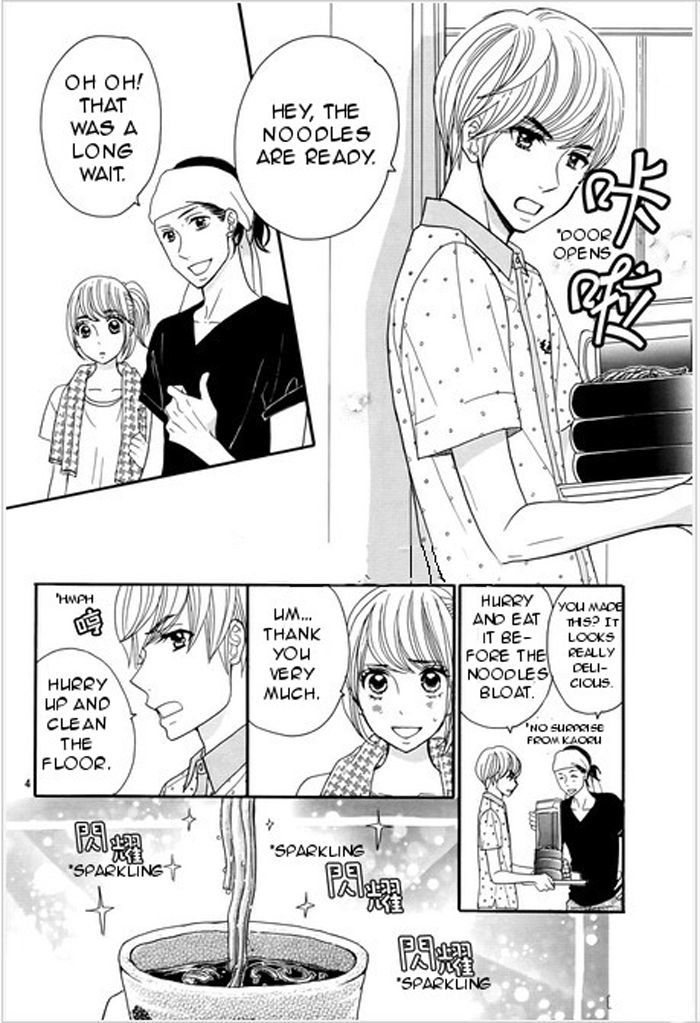 HEY, THE
NOODLES
ARE READY.
OH OH!
THAT
WAS A
LONG
WAIT.
咔
啦
*DOOR
OPENS
YOU MADE
THIS? IT
LOOKS
REALLY
DELI-
CIOUS.
HURRY
AND EAT
IT BE-
FORE THE
NOODLES
BLOAT.
*NO SURPRISE
FROM KAORU
UM...
THANK
YOU
VERY
MUCH.
*HMPH
哼
HURRY
UP AND
CLEAN
THE
FLOOR.
4
閃耀
*SPARKLING
*SPARKLING
閃耀
閃耀
*SPARKLING